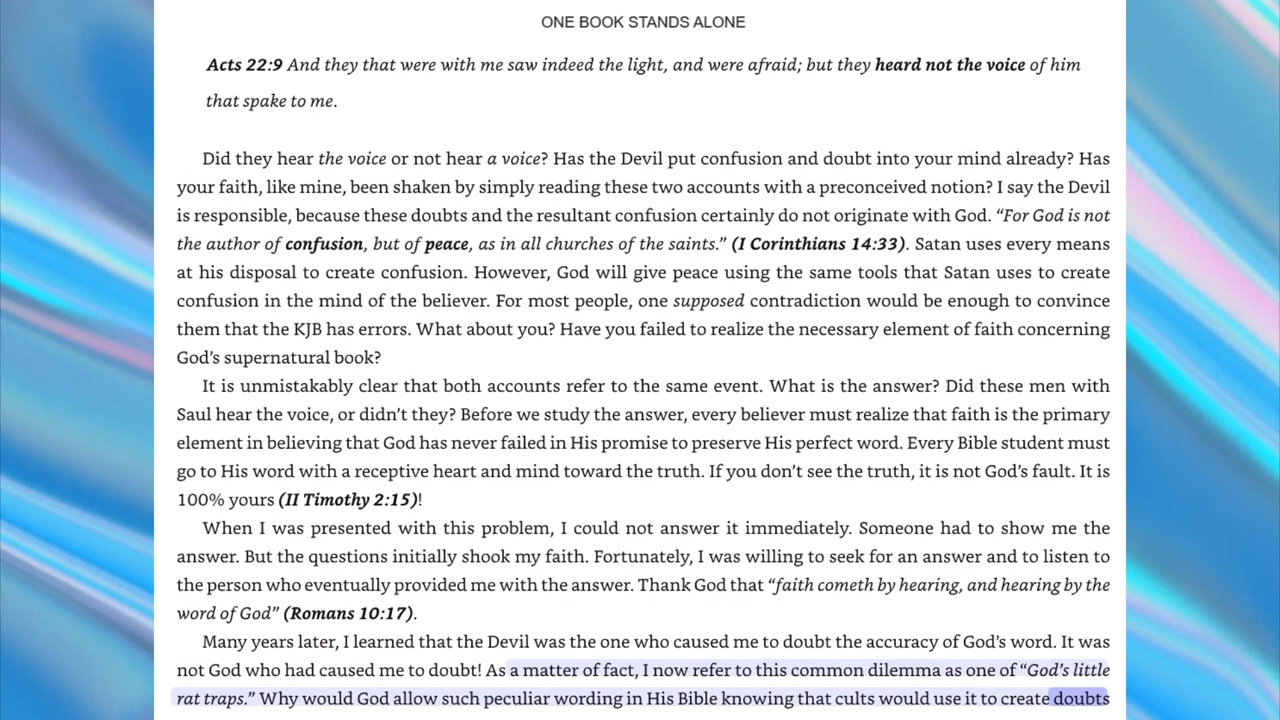 ONE BOOK STANDS ALONE
Acts 22:9 And they that were with me saw indeed the light, and were afraid; but they heard not the voice of him
that spake to me.
Did they hear the voice or not hear a voice? Has the Devil put confusion and doubt into your mind already? Has
your faith, like mine, been shaken by simply reading these two accounts with a preconceived notion? I say the Devil
is responsible, because these doubts and the resultant confusion certainly do not originate with God. “For God is not
the author of confusion, but of peace, as in all churches of the saints.” (I Corinthians 14:33). Satan uses every means
at his disposal to create confusion. However, God will give peace using the same tools that Satan uses to create
confusion in the mind of the believer. For most people, one supposed contradiction would be enough to convince
them that the KJB has errors. What about you? Have you failed to realize the necessary element of faith concerning
God’s supernatural book?
It is unmistakably clear that both accounts refer to the same event. What is the answer? Did these men with
Saul hear the voice, or didn’t they? Before we study the answer, every believer must realize that faith is the primary
element in believing that God has never failed in His promise to preserve His perfect word. Every Bible student must
go to His word with a receptive heart and mind toward the truth. If you don’t see the truth, it is not God’s fault. It is
100% yours (II Timothy 2:15)!
When I was presented with this problem, I could not answer it immediately. Someone had to show me the
answer. But the questions initially shook my faith. Fortunately, I was willing to seek for an answer and to listen to
the person who eventually provided me with the answer. Thank God that “faith cometh by hearing, and hearing by the
word of God” (Romans 10:17).
Many years later, I learned that the Devil was the one who caused me to doubt the accuracy of God’s word. It was
not God who had caused me to doubt! As a matter of fact, I now refer to this common dilemma as one of “God’s little
rat traps.” Why would God allow such peculiar wording in His Bible knowing that cults would use it to create doubts